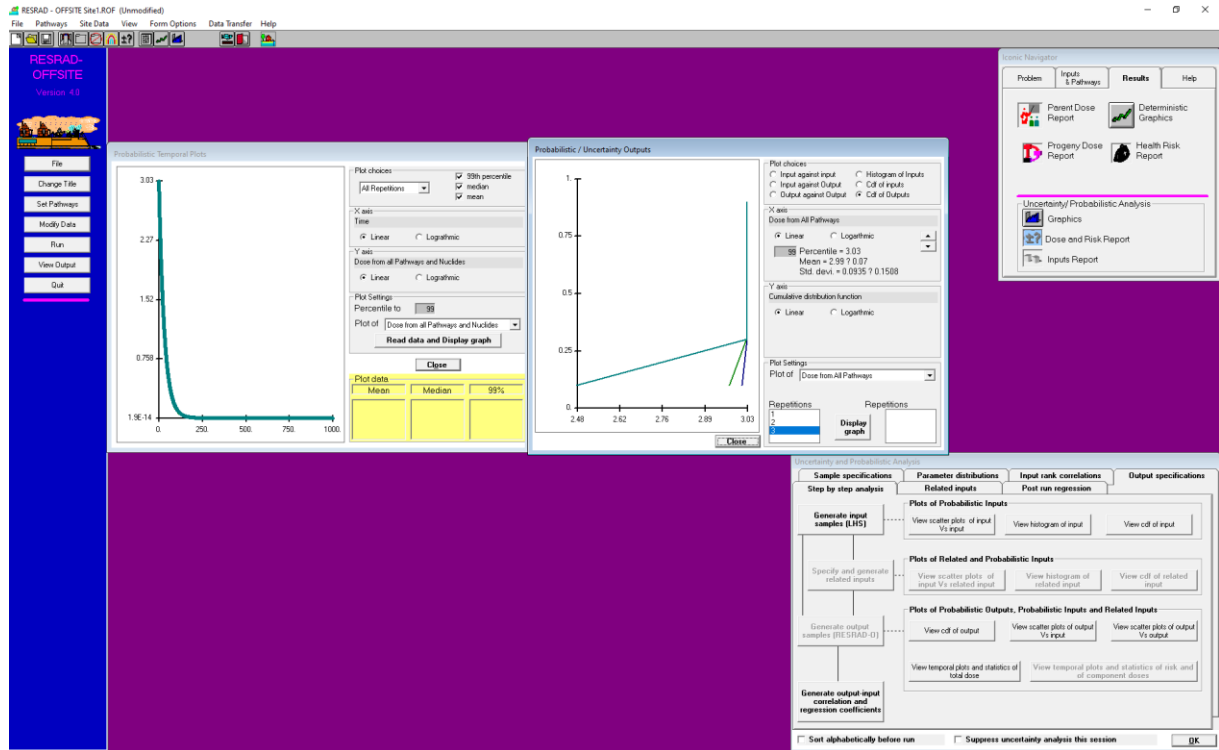 RESRAD - OFFSITE Site1.ROF (Unmodified)
File Pathways Site Data View Form Options Data Transfer Help
RESRAD-
OFFSITE
Version 4.0
File
Change Title
Set Pathways
Modify Data
Run
View Output
Quit
Probabilistic Temporal Plots
3.03
2.27
1.52
0.758
1.9E-14
0. 250 500. 750. 1000.
Plot choices
All Repetitions
99th percentile
median
mean
X axis
Time
Linear Lograthmic
Y axis
Dose from all Pathways and Nuclides
Linear Lograthmic
Plot Settings
Percentile to 99
Plot of Dose from all Pathways and Nuclides
Read data and Display graph
Close
Plot data
Mean Median 99%
Probabilistic / Uncertainty Outputs
1.
0.75
0.5
0.25
0.
2.48 2.62 2.76 2.89 3.03
Close
Plot choices
Input against input Histogram of Inputs
Input against Output Cdf of inputs
Output against Output Cdf of Outputs
X axis
Dose from All Pathways
Linear Logarthmic
99 Percentile = 3.03
Mean = 2.99 ? 0.07
Std. devi. = 0.0935 ? 0.1508
Y axis
Cumulative distribution function
Linear Logarthmic
Plot Settings
Plot of Dose from All Pathways
Repetitions Repetitions
1
2
3
Display
graph
Iconic Navigator
Problem Inputs & Pathways Results Help
Parent Dose Report
Deterministic Graphics
Progeny Dose Report
Health Risk Report
Uncertainty/ Probabilistic Analysis
Graphics
Dose and Risk Report
Inputs Report
Uncertainty and Probabilistic Analysis
Sample specifications Parameter distributions Input rank correlations Output specifications
Step by step analysis Related inputs Post run regression
Generate input
samples (LHS)
Plots of Probabilistic Inputs
View scatter plots of input Vs input
View histogram of input
View cdf of input
Specify and generate
related inputs
Plots of Related and Probabilistic Inputs
View scatter plots of input Vs related input
View histogram of related input
View cdf of related input
Generate output
samples (RESRAD-O)
Plots of Probabilistic Outputs, Probabilistic Inputs and Related Inputs
View cdf of output
View scatter plots of output Vs input
View scatter plots of output Vs output
View temporal plots and statistics of total dose
View temporal plots and statistics of risk and of component doses
Generate output-input
correlation and
regression coefficients
Sort alphabetically before run Suppress uncertainty analysis this session OK